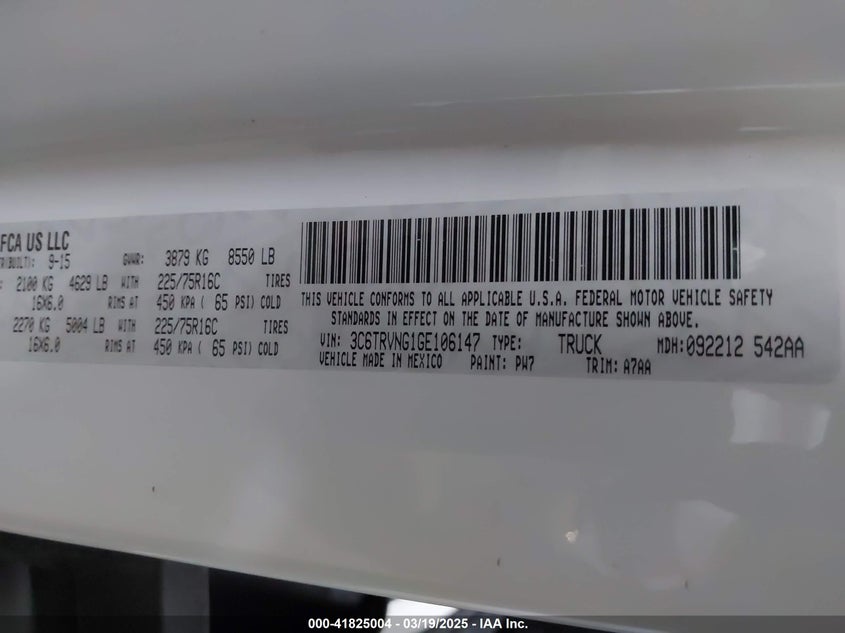 FCA US LLC
(BUILT): 9-15 GVWR: 3879 KG 8550 LB
2100 KG 4629 LB WITH 225/75R16C TIRES
16X6.0 RIMS AT 450 KPA ( 65 PSI) COLD
2270 KG 5004 LB WITH 225/75R16C TIRES
16X6.0 RIMS AT 450 KPA ( 65 PSI) COLD
THIS VEHICLE CONFORMS TO ALL APPLICABLE U.S.A. FEDERAL MOTOR VEHICLE SAFETY
STANDARDS IN EFFECT ON THE DATE OF MANUFACTURE SHOWN ABOVE.
VIN: 3C6TRVNG1GE106147 TYPE: TRUCK MDH:092212 542AA
VEHICLE MADE IN MEXICO PAINT: PW7 TRIM: A7AA
000-41825004 - 03/19/2025 - IAA Inc.